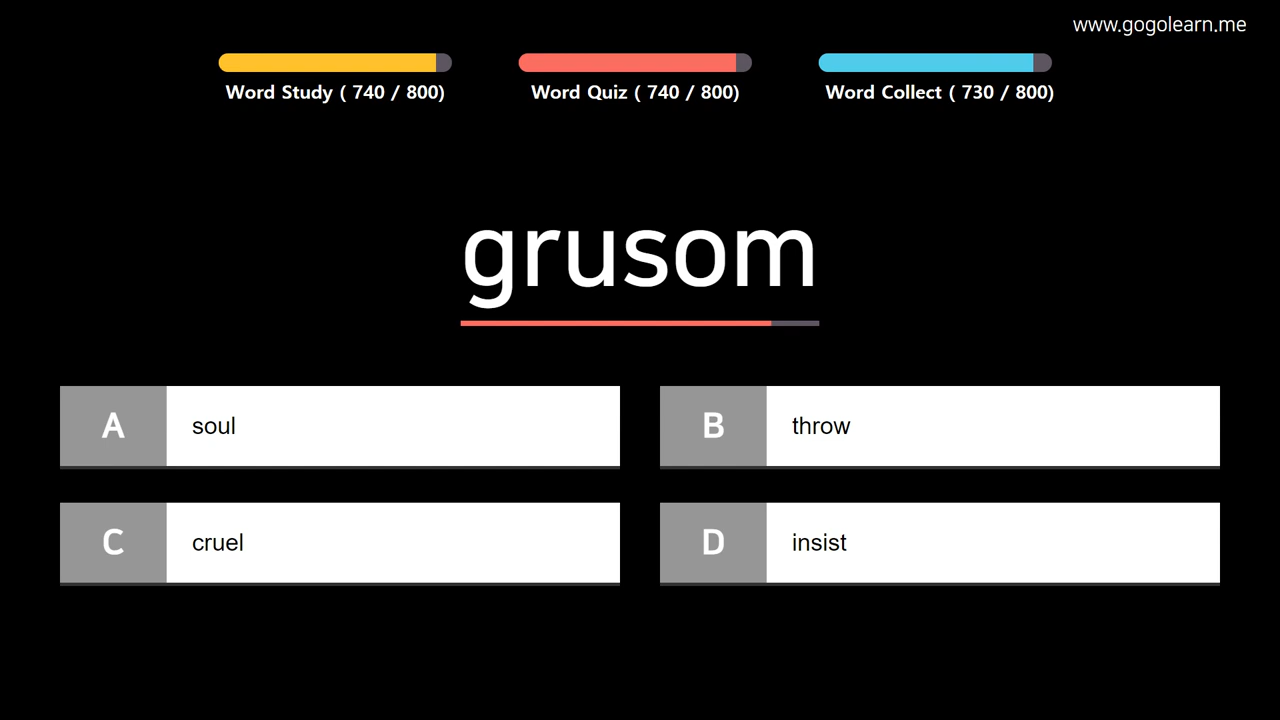 www.gogolearn.me
Word Study ( 740 / 800)
Word Quiz ( 740 / 800)
Word Collect ( 730 / 800)
grusom
A
soul
B
throw
C
cruel
D
insist